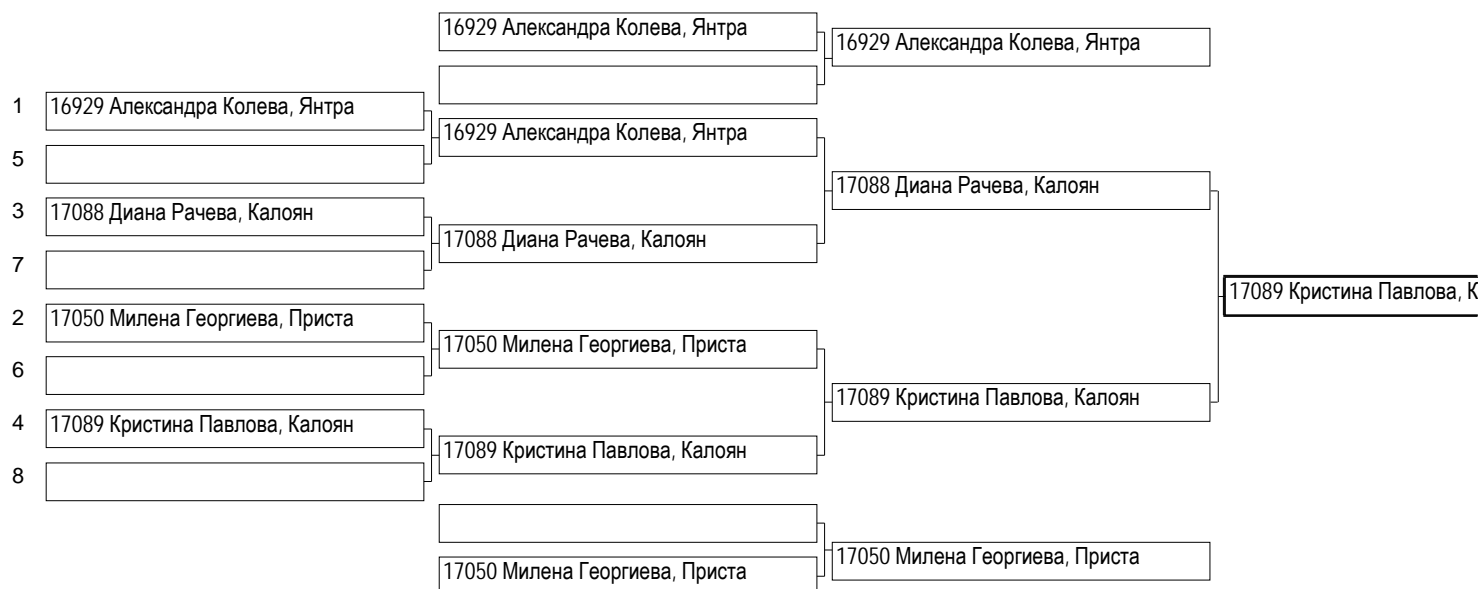 16929 Александра Колева, Янтра
16929 Александра Колева, Янтра
1 16929 Александра Колева, Янтра
16929 Александра Колева, Янтра
5
17088 Диана Рачева, Калоян
3 17088 Диана Рачева, Калоян
17088 Диана Рачева, Калоян
7
17089 Кристина Павлова, К
2 17050 Милена Георгиева, Приста
17050 Милена Георгиева, Приста
6
17089 Кристина Павлова, Калоян
4 17089 Кристина Павлова, Калоян
17089 Кристина Павлова, Калоян
8
17050 Милена Георгиева, Приста
17050 Милена Георгиева, Приста